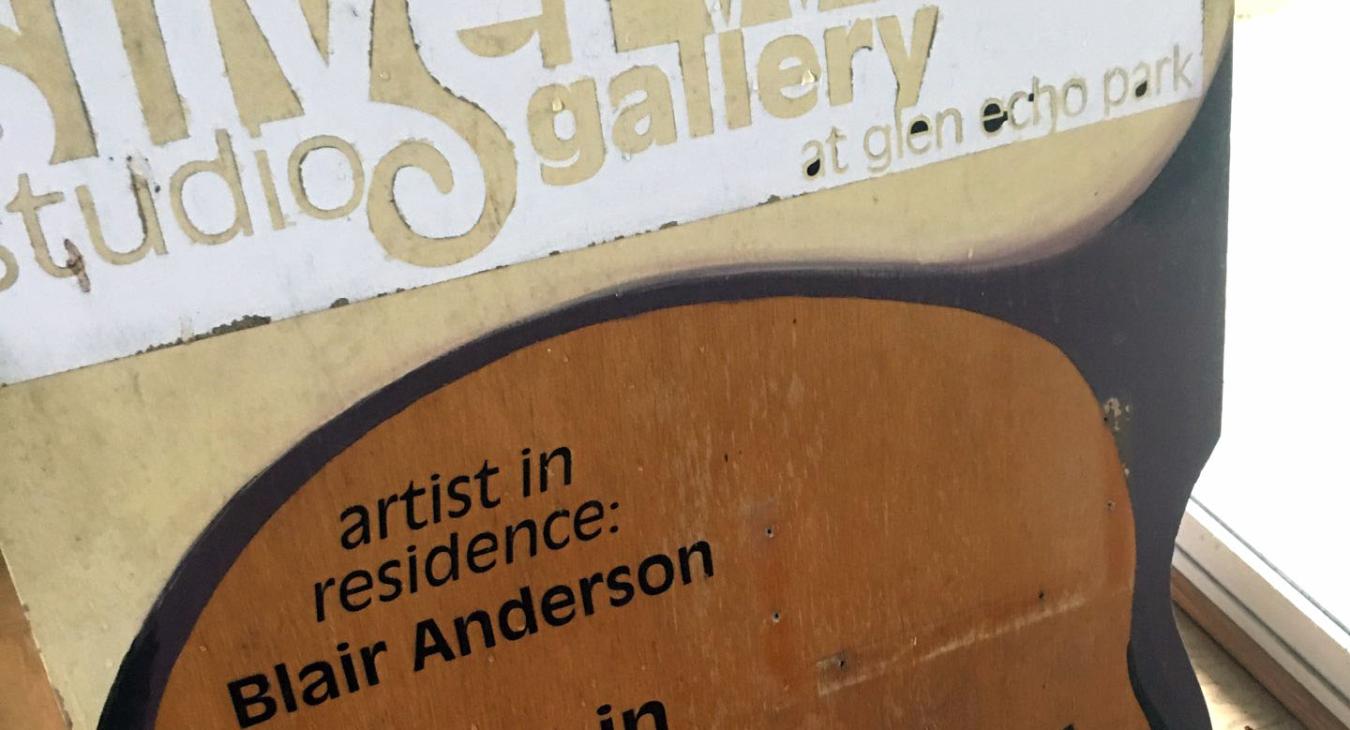 studio
gallery
at glen echo park
artist in
residence:
Blair Anderson
in